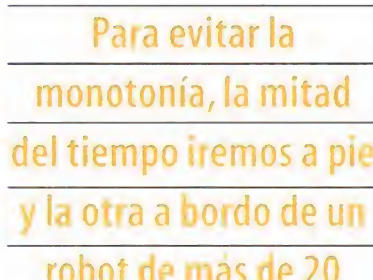 Para evitar la
monotonía, la mitad
del tiempo iremos a pie
y la otra a bordo de un
robot de más de 20